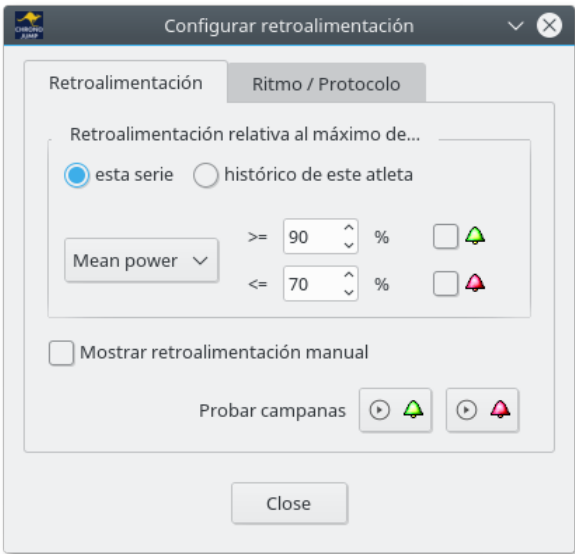 CHRONO
JUMP
Configurar retroalimentación
Retroalimentación
Ritmo / Protocolo
Retroalimentación relativa al máximo de...
esta serie
histórico de este atleta
Mean power
>= 90 %
<= 70 %
Mostrar retroalimentación manual
Probar campanas
Close